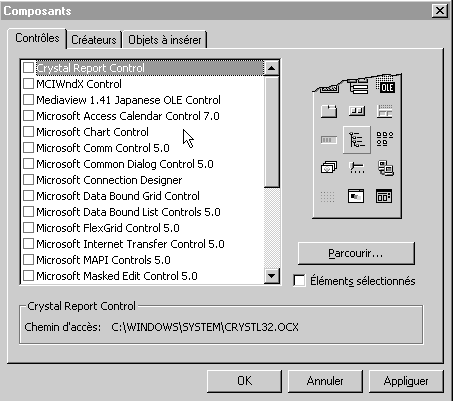 Composants
Contrôles
Créateurs
Objets à insérer
Crystal Report Control
MCIWndX Control
Mediaview 1.41 Japanese OLE Control
Microsoft Access Calendar Control 7.0
Microsoft Chart Control
Microsoft Comm Control 5.0
Microsoft Common Dialog Control 5.0
Microsoft Connection Designer
Microsoft Data Bound Grid Control
Microsoft Data Bound List Controls 5.0
Microsoft FlexGrid Control 5.0
Microsoft Internet Transfer Control 5.0
Microsoft MAPI Controls 5.0
Microsoft Masked Edit Control 5.0
OLE
Parcourir...
Éléments sélectionnés
Crystal Report Control
Chemin d'accès: C:\WINDOWS\SYSTEM\CRYSTL32.OCX
OK
Annuler
Appliquer